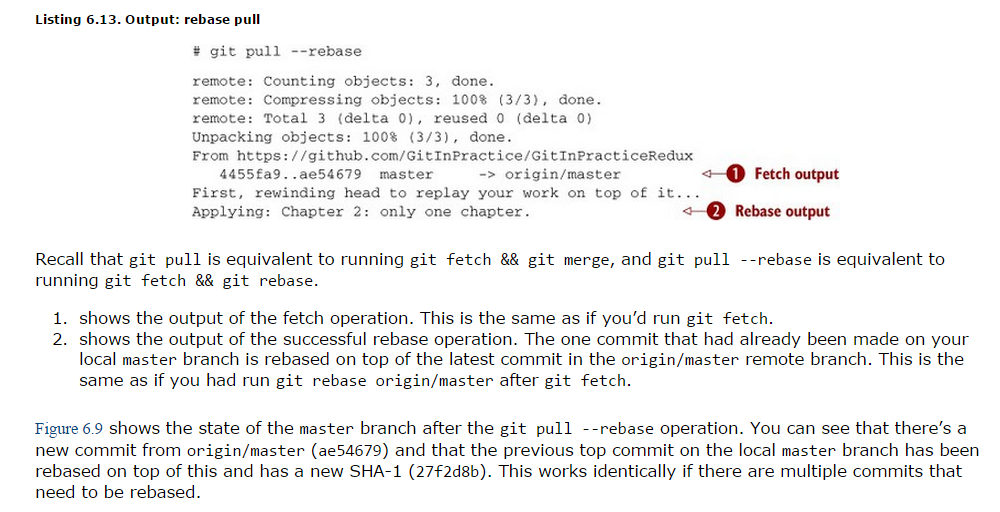 Listing 6.13. Output: rebase pull
# git pull --rebase
remote: Counting objects: 3, done.
remote: Compressing objects: 100% (3/3), done.
remote: Total 3 (delta 0), reused 0 (delta 0)
Unpacking objects: 100% (3/3), done.
From https://github.com/GitInPractice/GitInPracticeRedux
4455fa9..ae54679 master -> origin/master 1 Fetch output
First, rewinding head to replay your work on top of it...
Applying: Chapter 2: only one chapter. 2 Rebase output
Recall that git pull is equivalent to running git fetch && git merge, and git pull --rebase is equivalent to
running git fetch && git rebase.
1. shows the output of the fetch operation. This is the same as if you’d run git fetch.
2. shows the output of the successful rebase operation. The one commit that had already been made on your
local master branch is rebased on top of the latest commit in the origin/master remote branch. This is the
same as if you had run git rebase origin/master after git fetch.
Figure 6.9 shows the state of the master branch after the git pull --rebase operation. You can see that there’s a
new commit from origin/master (ae54679) and that the previous top commit on the local master branch has been
rebased on top of this and has a new SHA-1 (27f2d8b). This works identically if there are multiple commits that
need to be rebased.